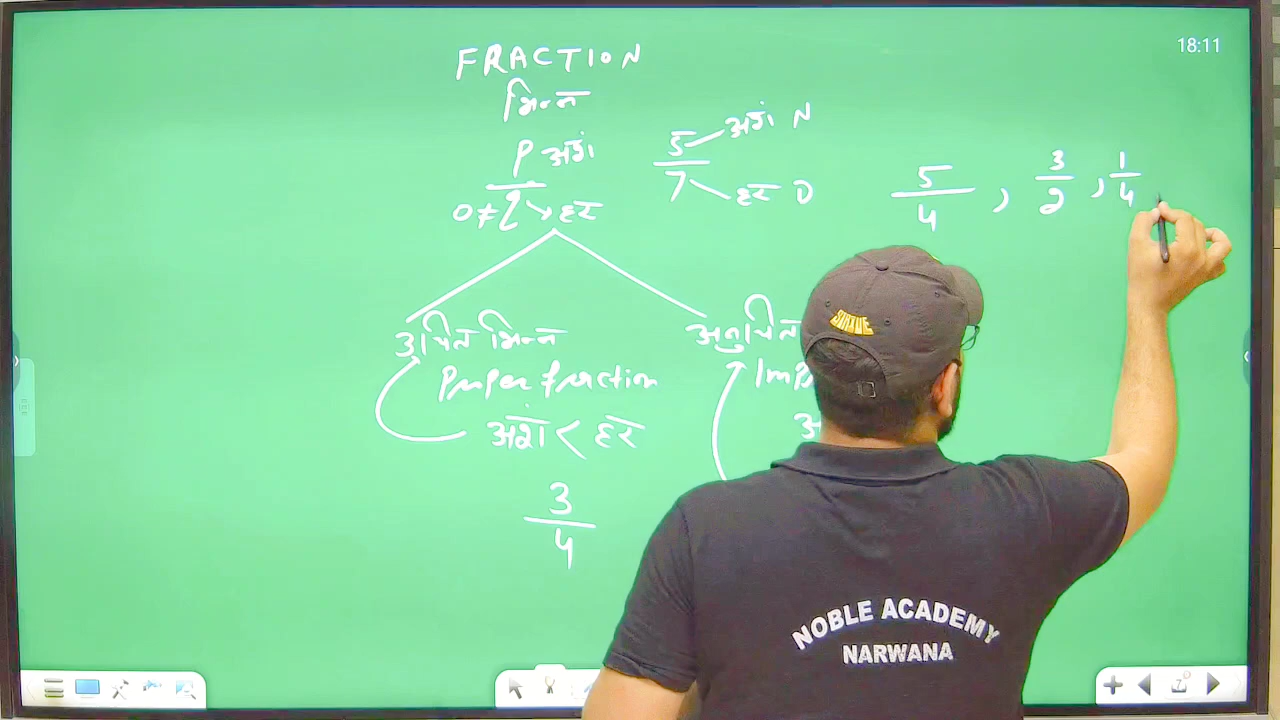 18:11
FRACTION
भिन्न
P अंश
0≠q → हर
5 अंश N
7 हर D
5/4 , 3/2 , 1/4
उचित भिन्न
Proper fraction
अंश < हर
3/4
अनुचित
Imp
अ
VIRTUE
NOBLE ACADEMY
NARWANA